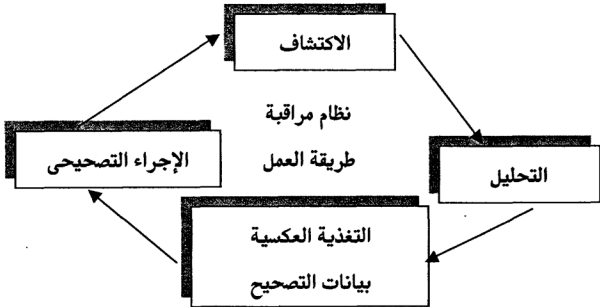 الاكتشاف
نظام مراقبة
طريقة العمل
الإجراء التصحيحى
التحليل
التغذية العكسية
بيانات التصحيح